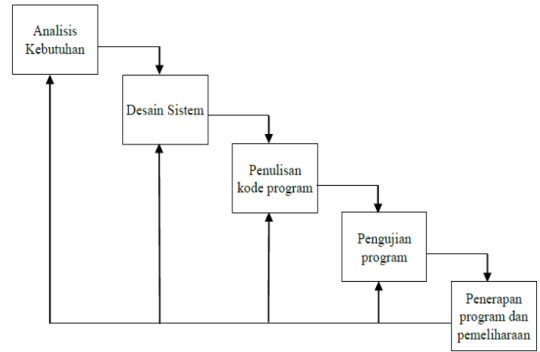 Analisis
Kebutuhan
Desain Sistem
Penulisan
kode program
Pengujian
program
Penerapan
program dan
pemeliharaan